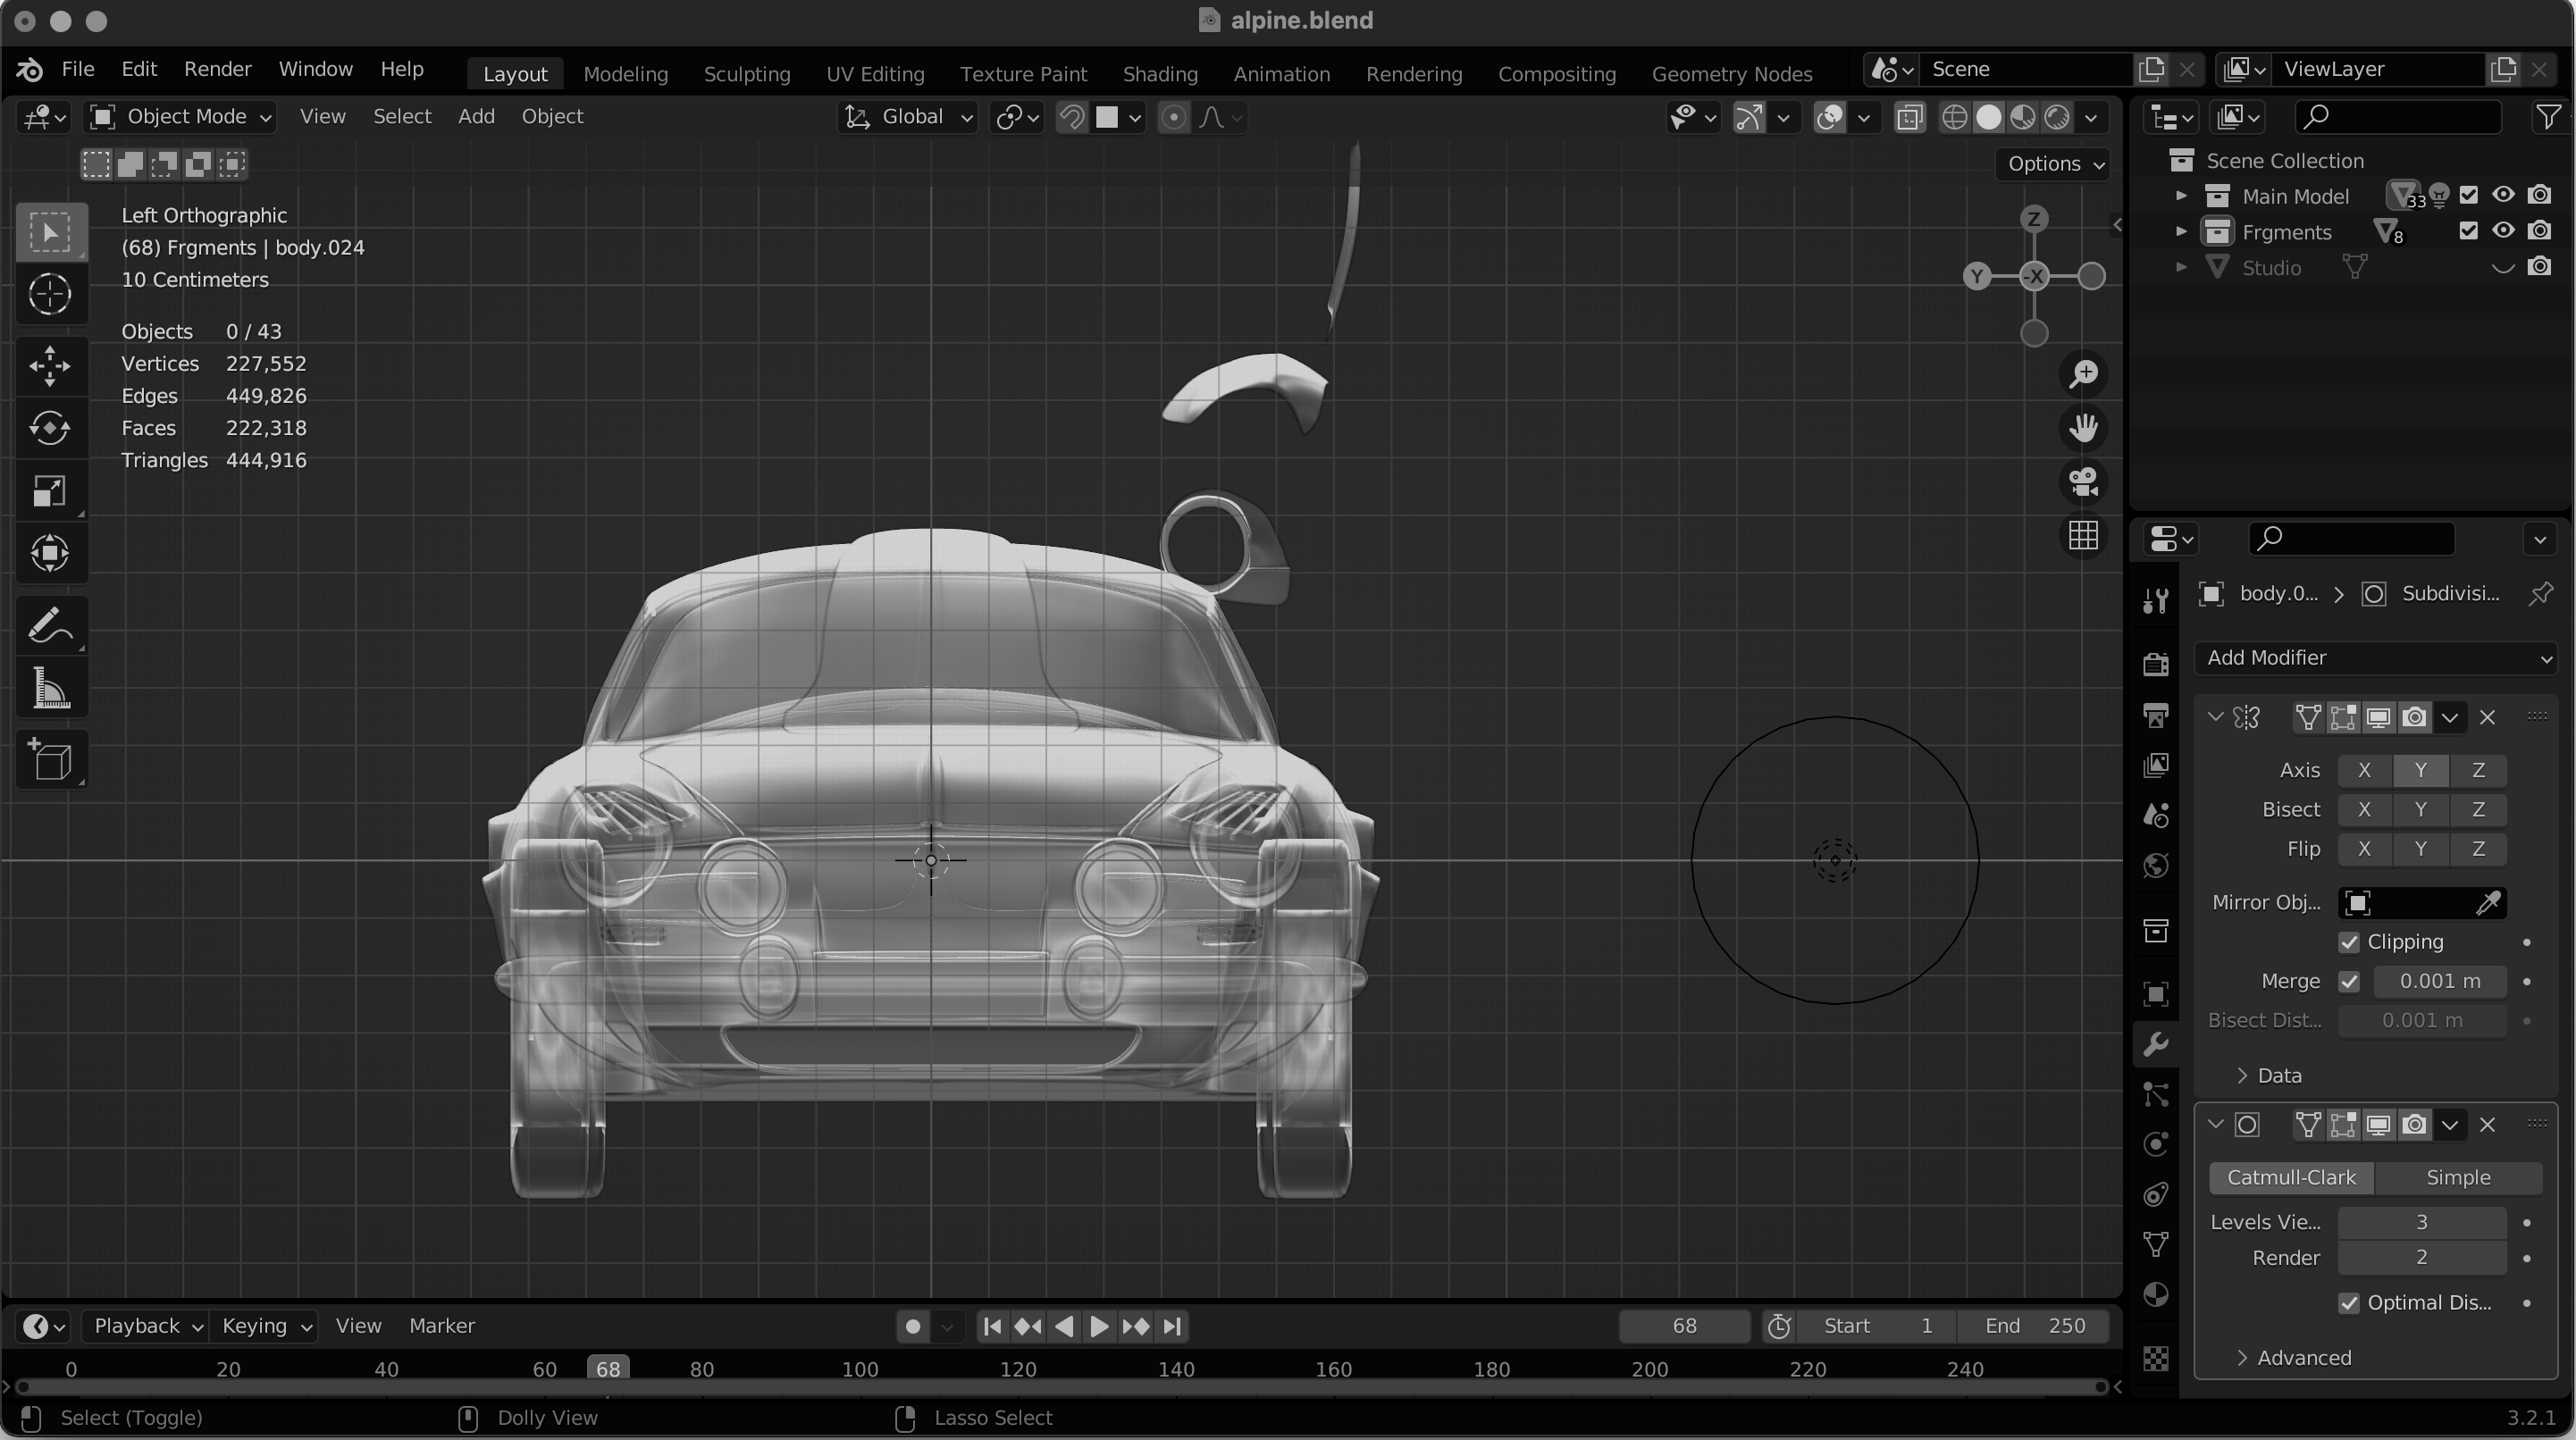 alpine.blend
File Edit Render Window Help Layout Modeling Sculpting UV Editing Texture Paint Shading Animation Rendering Compositing Geometry Nodes Scene ViewLayer
Object Mode View Select Add Object Global
Options
Left Orthographic
(68) Frgments | body.024
10 Centimeters
Objects 0 / 43
Vertices 227,552
Edges 449,826
Faces 222,318
Triangles 444,916
Z
Y -X
Scene Collection
Main Model 33
Frgments 8
Studio
body.0... Subdivisi...
Add Modifier
Axis X Y Z
Bisect X Y Z
Flip X Y Z
Mirror Obj...
Clipping
Merge 0.001 m
Bisect Dist... 0.001 m
Data
Catmull-Clark Simple
Levels Vie... 3
Render 2
Optimal Dis...
Advanced
Playback Keying View Marker 68 Start 1 End 250
0 20 40 60 68 80 100 120 140 160 180 200 220 240
Select (Toggle) Dolly View Lasso Select 3.2.1